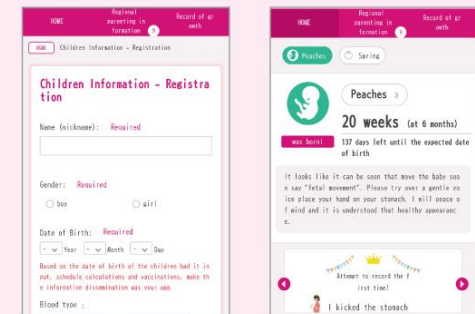 HOME
Regional
parenting in
formation 9
Record of gr
owth
HOME Children Information - Registration
Children Information - Registra
tion
Name (nickname): Required
Gender: Required
boy girl
Date of Birth: Required
- Year - Month - Day
Based on the date of birth of the children had it in
put, schedule calculations and vaccinations, make th
e information dissemination was your age.
Blood type :
HOME
Regional
parenting in
formation 9
Record of gr
owth
Peaches Spring
Peaches >
20 weeks (at 6 months)
was born! 137 days left until the expected date
of birth
it looks like it can be seen that move the baby soo
n say "fetal movement". Please try over a gentle vo
ice place your hand on your stomach. I will peace o
f mind and it is understood that healthy appearanc
e.
Attempt to record the f
irst time!
I kicked the stomach